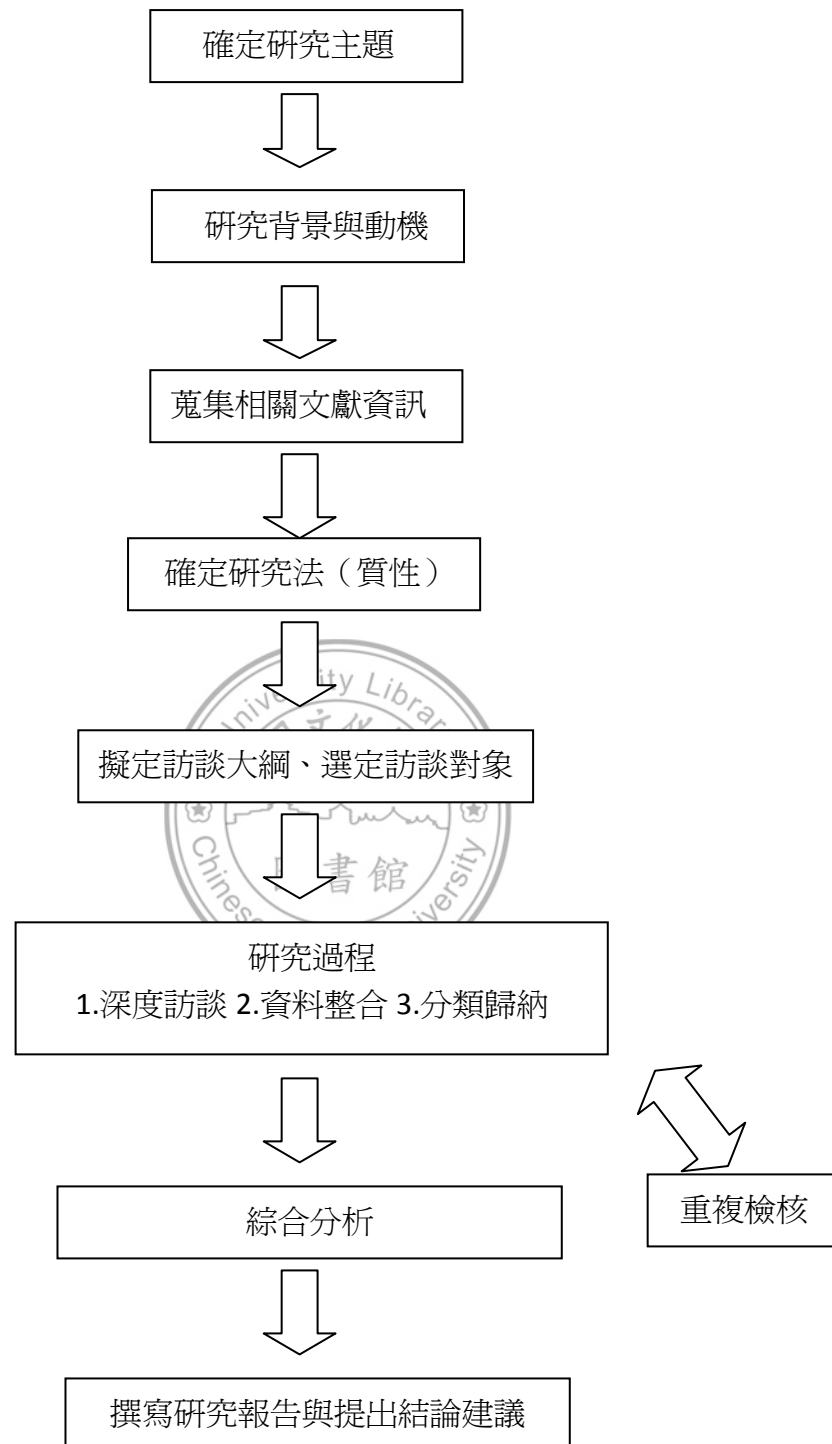 確定研究主題
研究背景與動機
蒐集相關文獻資訊
確定研究法（質性）
擬定訪談大綱、選定訪談對象
研究過程
1.深度訪談 2.資料整合 3.分類歸納
重複檢核
綜合分析
撰寫研究報告與提出結論建議
書館